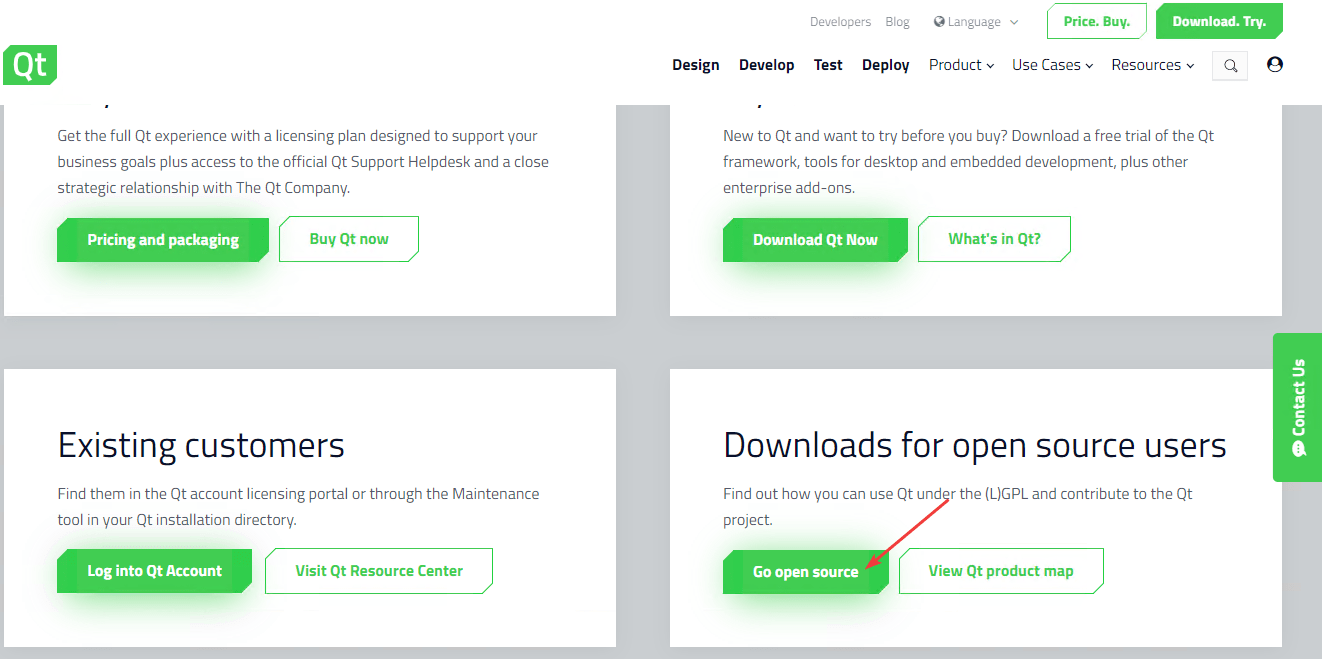 Developers Blog Language
Price. Buy.
Download. Try.
Qt
Design Develop Test Deploy Product Use Cases Resources
Get the full Qt experience with a licensing plan designed to support your
business goals plus access to the official Qt Support Helpdesk and a close
strategic relationship with The Qt Company.
Pricing and packaging
Buy Qt now
New to Qt and want to try before you buy? Download a free trial of the Qt
framework, tools for desktop and embedded development, plus other
enterprise add-ons.
Download Qt Now
What's in Qt?
Contact Us
Existing customers
Find them in the Qt account licensing portal or through the Maintenance
tool in your Qt installation directory.
Log into Qt Account
Visit Qt Resource Center
Downloads for open source users
Find out how you can use Qt under the (L)GPL and contribute to the Qt
project.
Go open source
View Qt product map